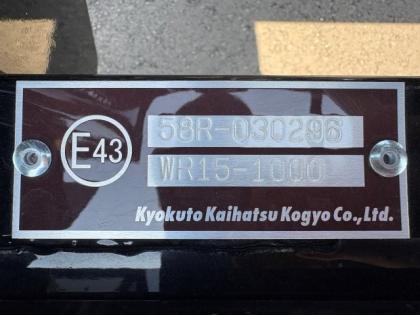 E43
58R-030296
WR15-1000
Kyokuto Kaihatsu Kogyo Co., Ltd.